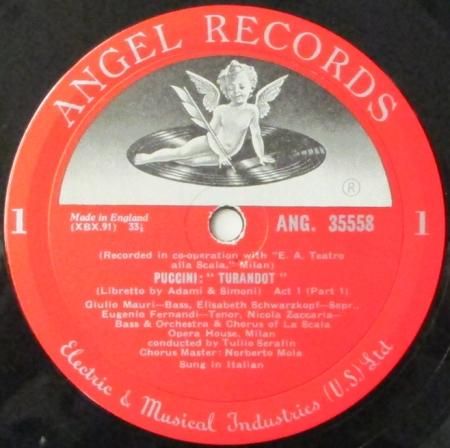 ANGEL RECORDS
®
1
1
Made in England
(XBX.91) 33⅓
ANG. 35558
(Recorded in co-operation with "E. A. Teatro
alla Scala," Milan)
PUCCINI: "TURANDOT"
(Libretto by Adami & Simoni) Act 1 (Part 1)
Giulio Mauri—Bass, Elisabeth Schwarzkopf—Sopr.,
Eugenio Fernandi—Tenor, Nicola Zaccaria—
Bass & Orchestra & Chorus of La Scala
Opera House, Milan
conducted by Tullio Serafin
Chorus Master: Norberto Mola
Sung in Italian
Electric & Musical Industries (U.S.) Ltd